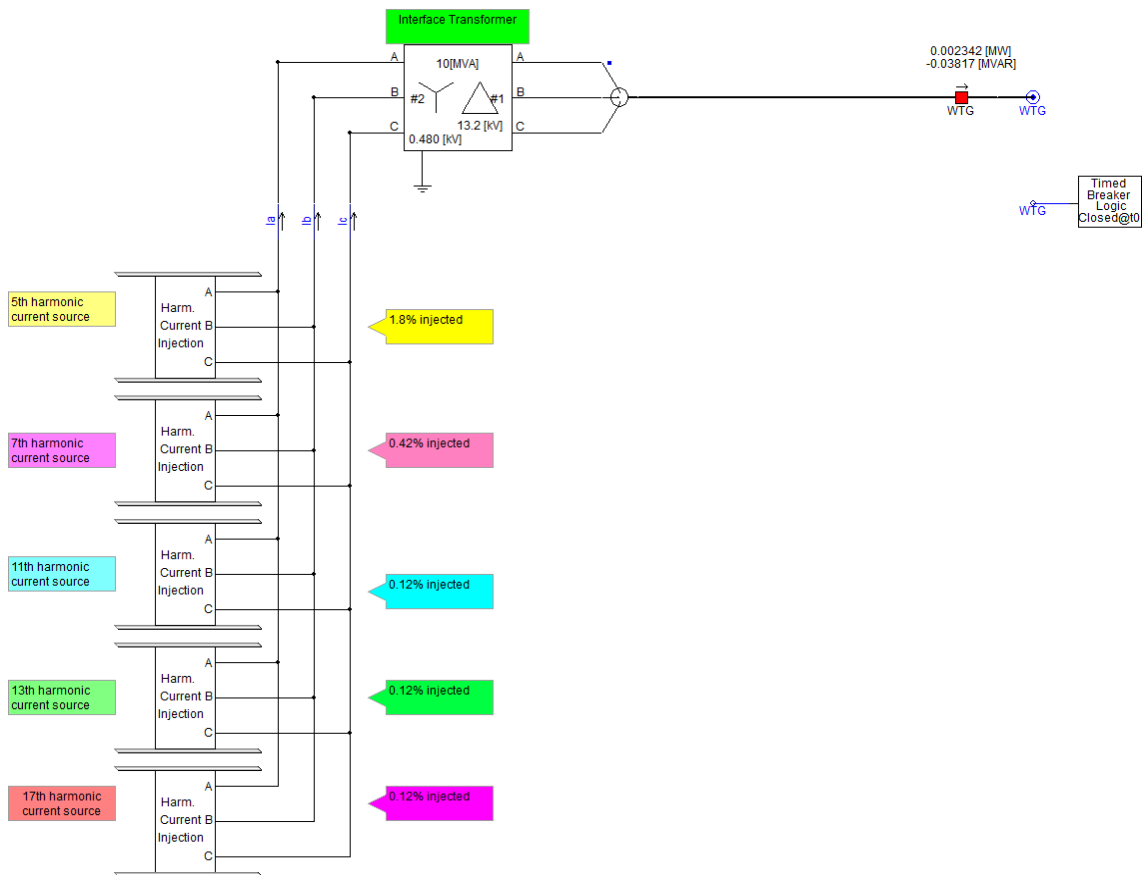 Interface Transformer
0.002342 [MW]
-0.03817 [MVAR]
A
10[MVA]
A
B
#2
#1
B
WTG
WTG
C
13.2 [kV]
C
0.480 [kV]
Timed
Breaker
Logic
Closed@t0
WTG
Ia
Ib
Ic
5th harmonic
current source
A
Harm.
Current B
Injection
C
1.8% injected
7th harmonic
current source
A
Harm.
Current B
Injection
C
0.42% injected
11th harmonic
current source
A
Harm.
Current B
Injection
C
0.12% injected
13th harmonic
current source
A
Harm.
Current B
Injection
C
0.12% injected
17th harmonic
current source
A
Harm.
Current B
Injection
C
0.12% injected